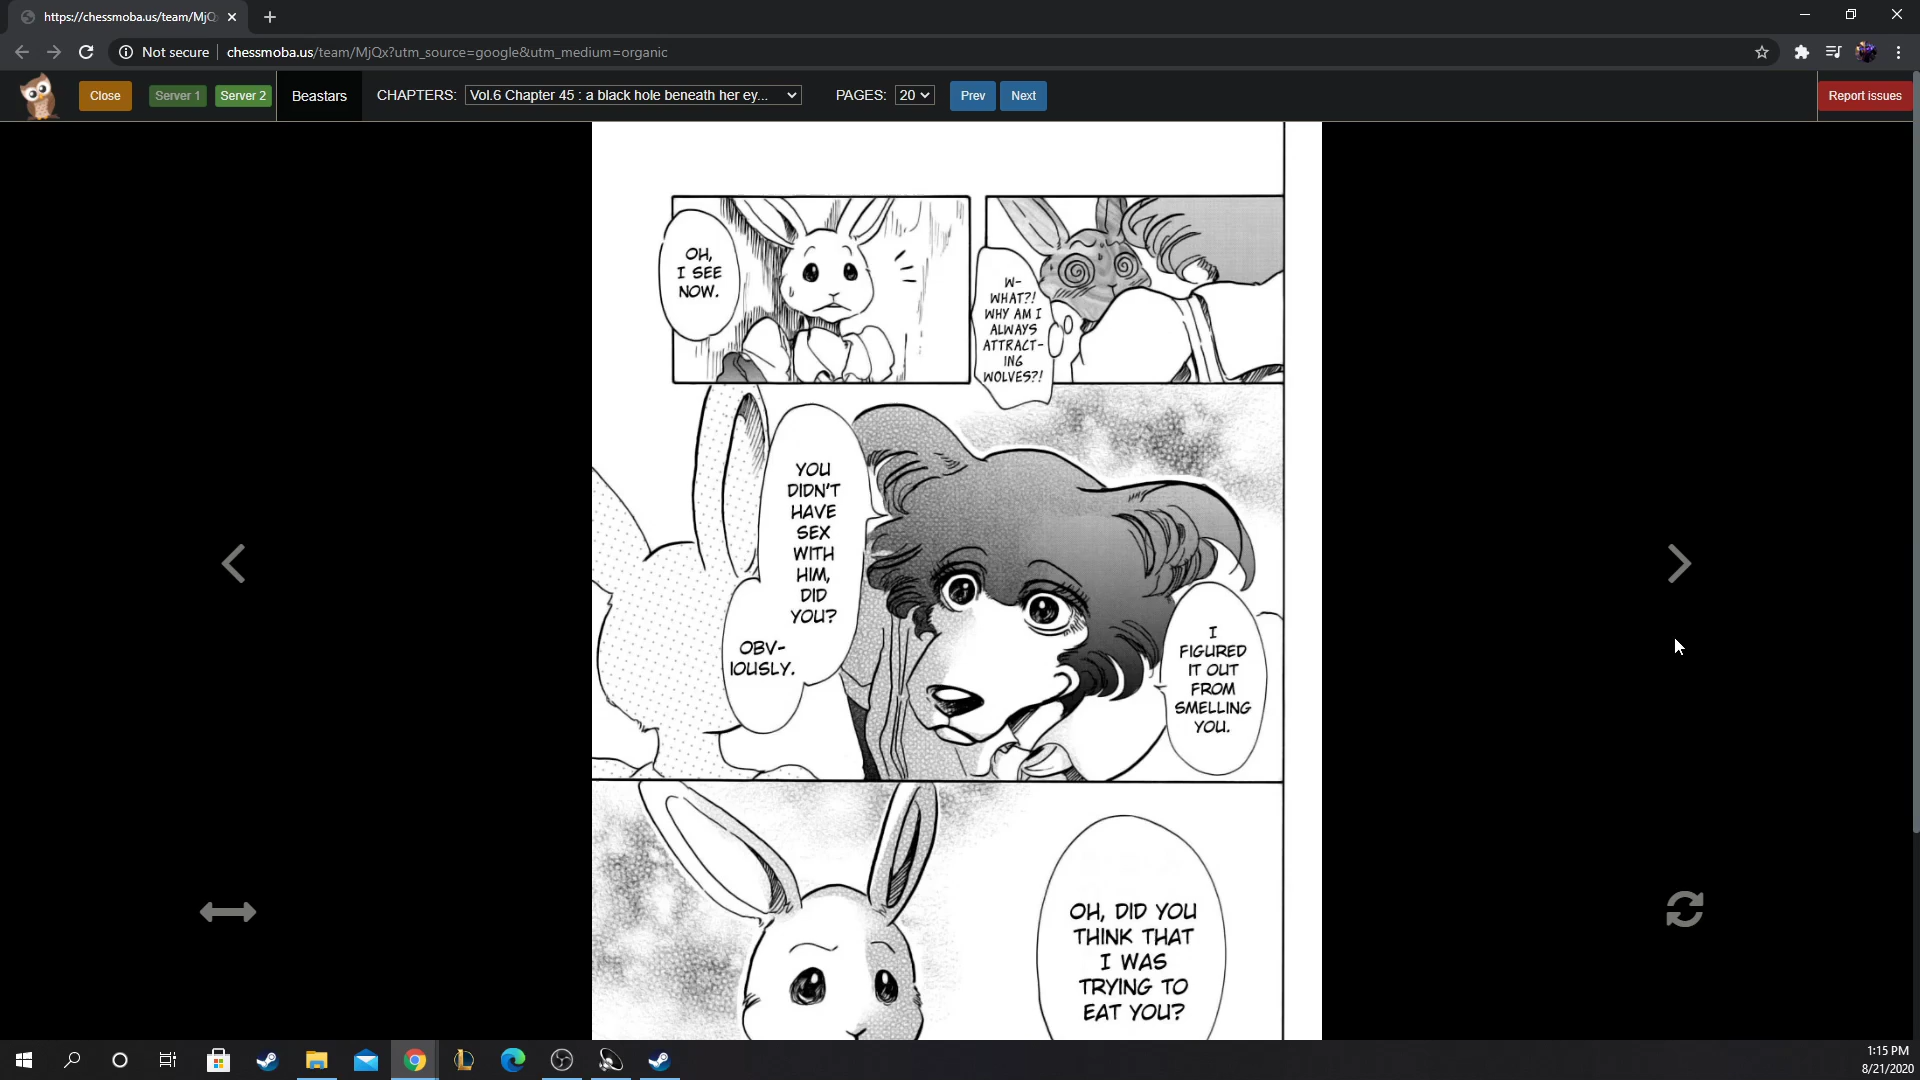 https://chessmoba.us/team/MjQ
Not secure
chessmoba.us/team/MjQx?utm_source=google&utm_medium=organic
Close
Server 1
Server 2
Beastars
CHAPTERS:
Vol.6 Chapter 45 : a black hole beneath her ey...
PAGES:
20
Prev
Next
Report issues
W-
WHAT?!
WHY AM I
ALWAYS
ATTRACT-
ING
WOLVES?!
OH,
I SEE
NOW.
I
FIGURED
IT OUT
FROM
SMELLING
YOU.
YOU
DIDN'T
HAVE
SEX
WITH
HIM,
DID
YOU?
OBV-
IOUSLY.
OH, DID YOU
THINK THAT
I WAS
TRYING TO
EAT YOU?
1:15 PM
8/21/2020